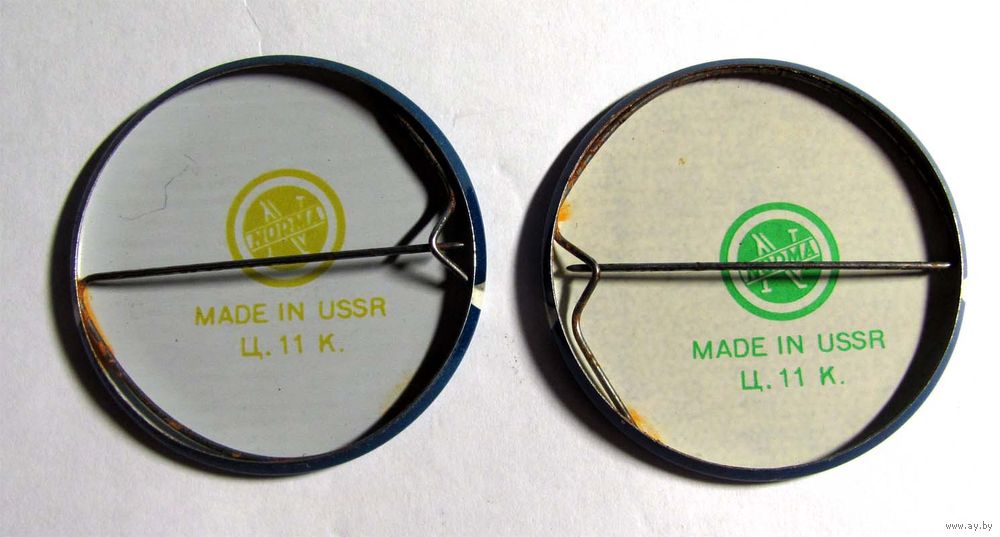 NORMA
MADE IN USSR
Ц. 11 К.
NORMA
MADE IN USSR
Ц. 11 К.
www.ay.by